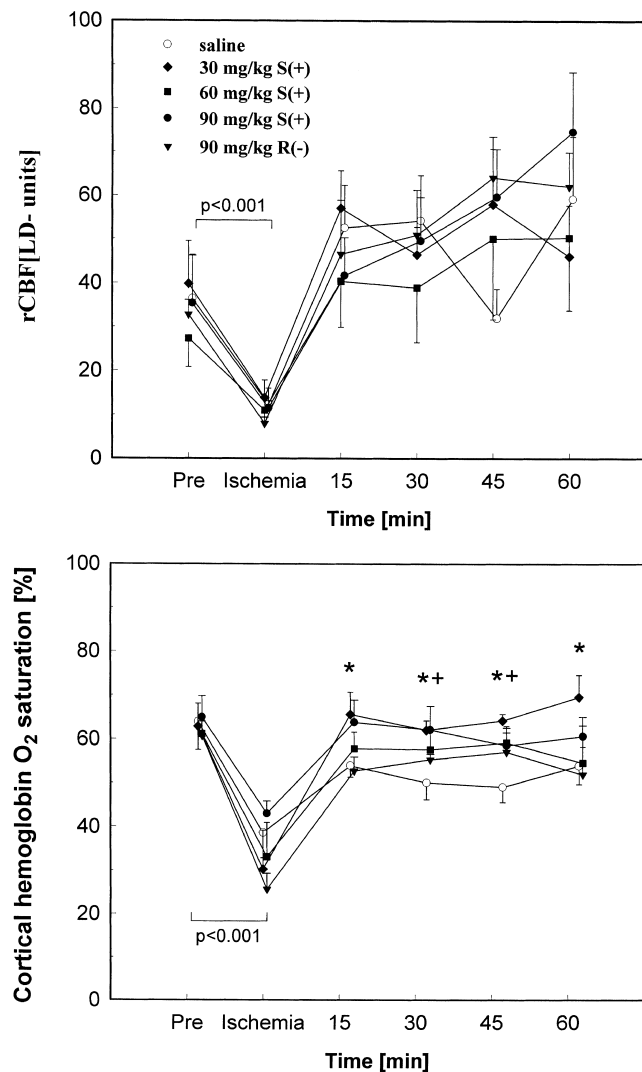 100
80
60
40
20
0
rCBF[LD- units]
saline
30 mg/kg S(+)
60 mg/kg S(+)
90 mg/kg S(+)
90 mg/kg R(-)
p<0.001
Pre Ischemia 15 30 45 60
Time [min]
100
80
60
40
20
0
Cortical hemoglobin O₂ saturation [%]
* *+ *+ *
p<0.001
Pre Ischemia 15 30 45 60
Time [min]